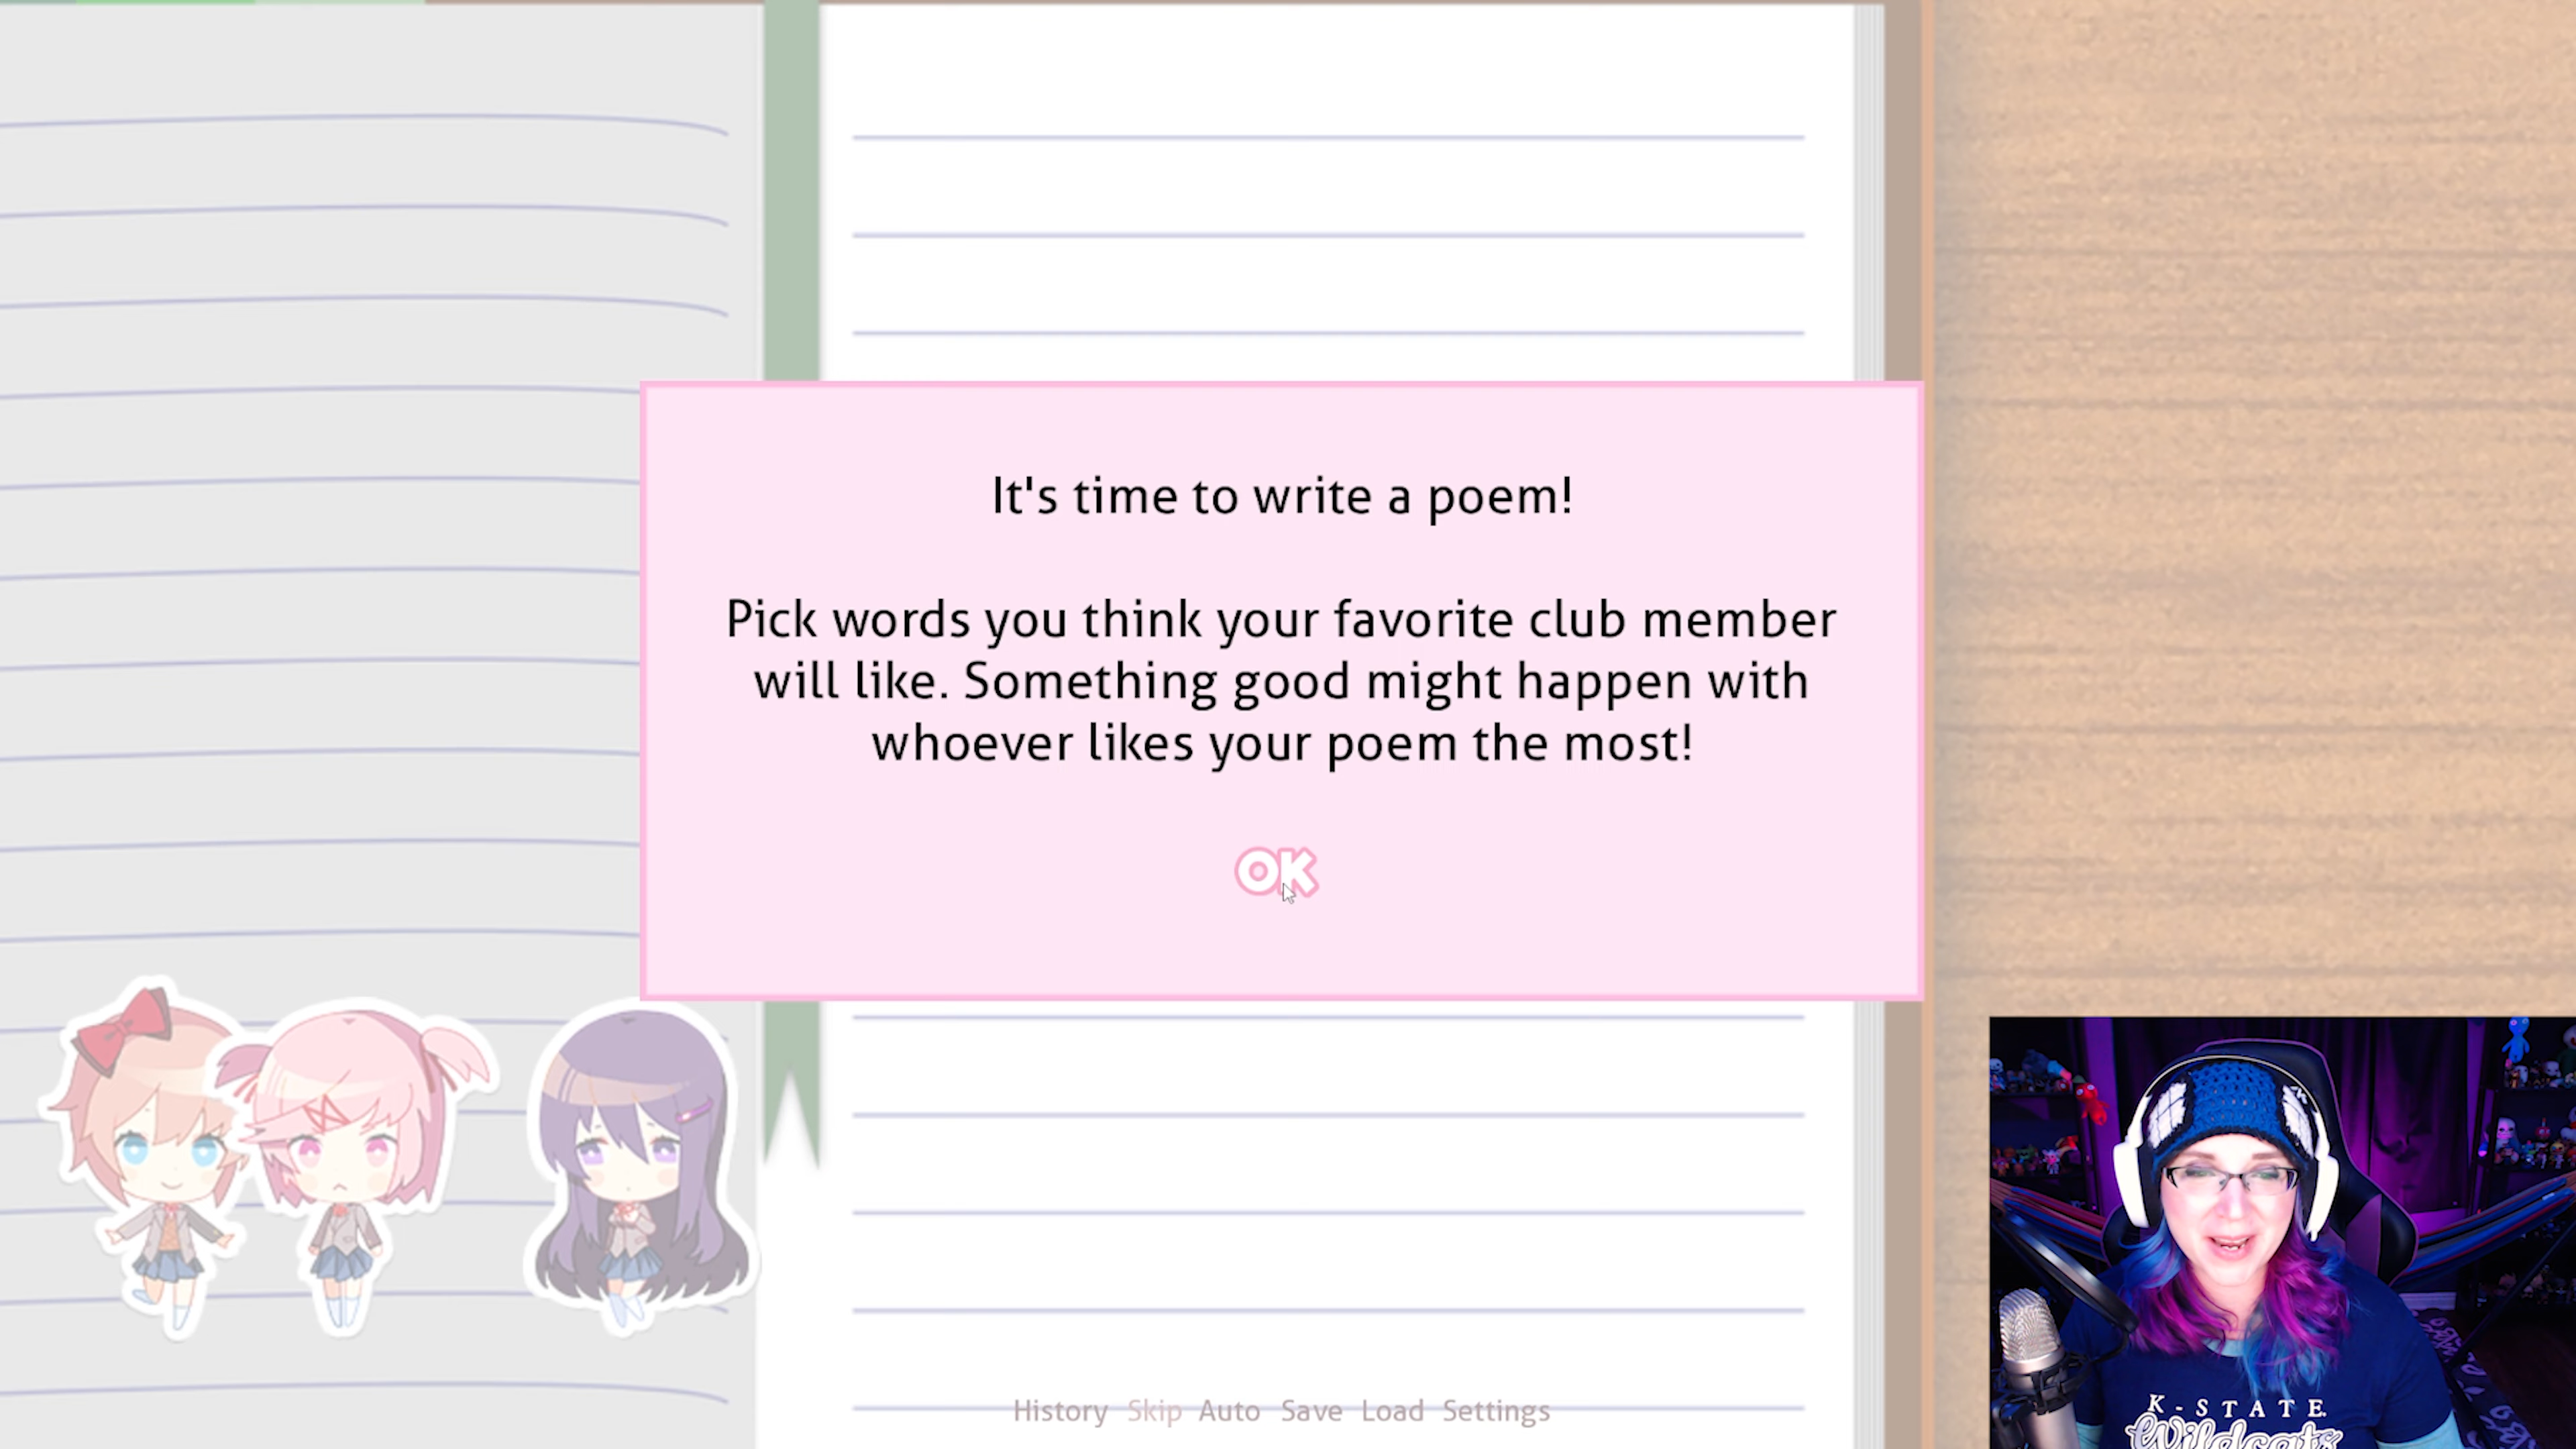 It's time to write a poem!
Pick words you think your favorite club member
will like. Something good might happen with
whoever likes your poem the most!
OK
History Skip Auto Save Load Settings
K-STATE
Wildcats